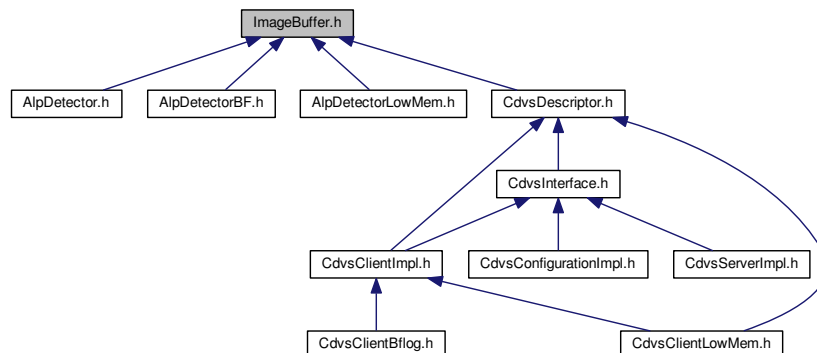 ImageBuffer.h
AlpDetector.h
AlpDetectorBF.h
AlpDetectorLowMem.h
CdvsDescriptor.h
CdvsInterface.h
CdvsClientImpl.h
CdvsConfigurationImpl.h
CdvsServerImpl.h
CdvsClientBflog.h
CdvsClientLowMem.h